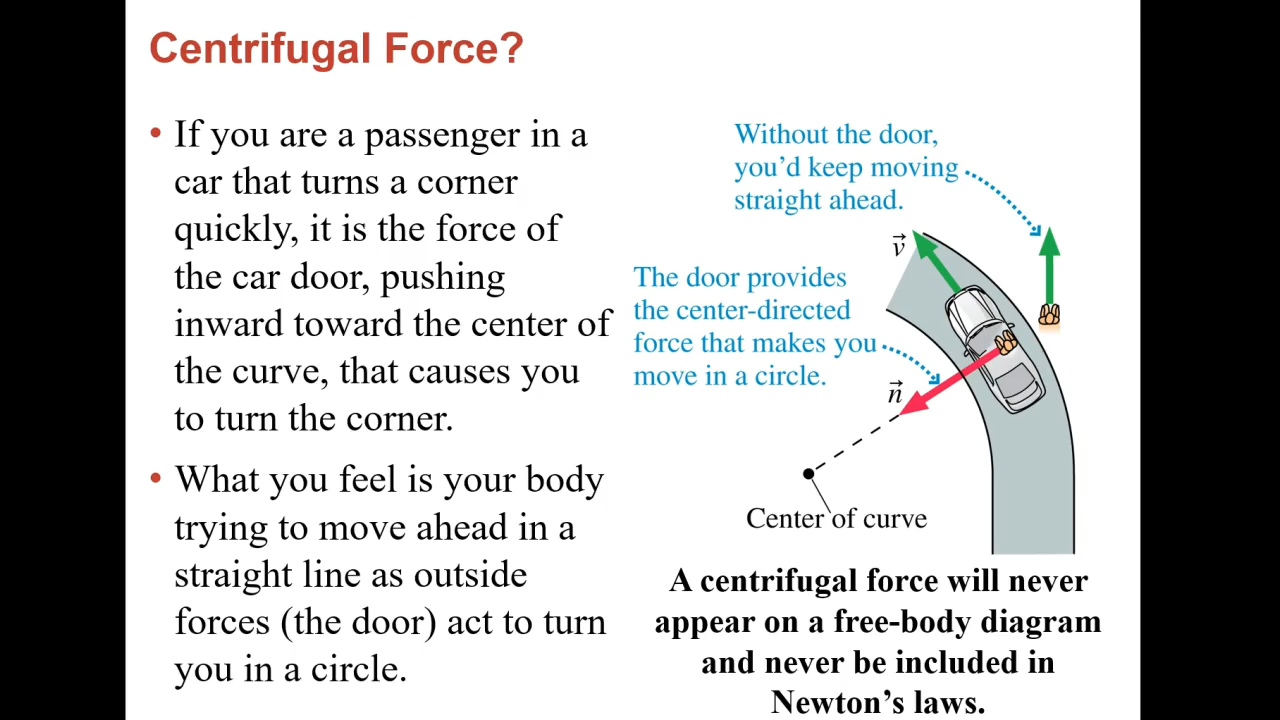 Centrifugal Force?
• If you are a passenger in a
car that turns a corner
quickly, it is the force of
the car door, pushing
inward toward the center of
the curve, that causes you
to turn the corner.
• What you feel is your body
trying to move ahead in a
straight line as outside
forces (the door) act to turn
you in a circle.
Without the door,
you’d keep moving
straight ahead.
v⃗
The door provides
the center-directed
force that makes you
move in a circle.
n⃗
Center of curve
A centrifugal force will never
appear on a free-body diagram
and never be included in
Newton’s laws.